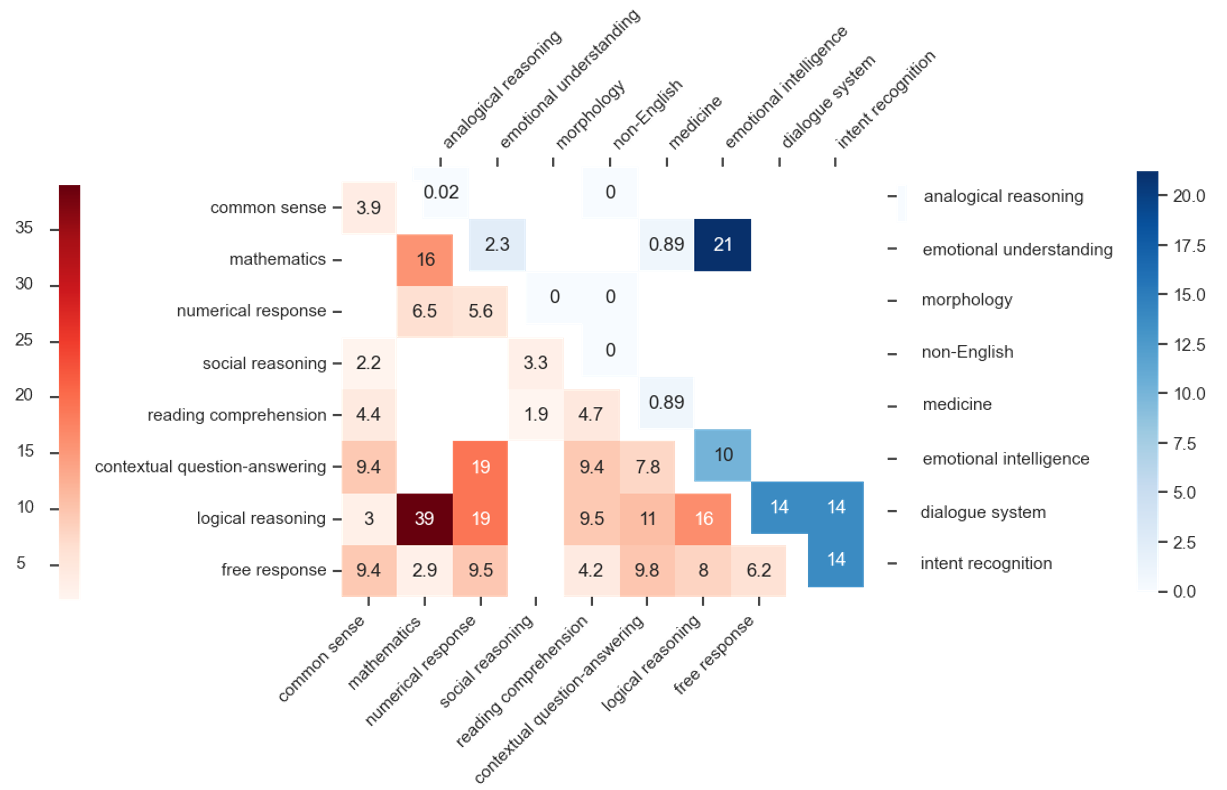 analogical reasoning
emotional understanding
morphology
non-English
medicine
emotional intelligence
dialogue system
intent recognition
35
30
25
20
15
10
5
common sense
mathematics
numerical response
social reasoning
reading comprehension
contextual question-answering
logical reasoning
free response
0.02 0
3.9
2.3 0.89 21
16
0 0
6.5 5.6
0
2.2 3.3
0.89
4.4 1.9 4.7
10
9.4 19 9.4 7.8
14 14
3 39 19 9.5 11 16
14
9.4 2.9 9.5 4.2 9.8 8 6.2
analogical reasoning
emotional understanding
morphology
non-English
medicine
emotional intelligence
dialogue system
intent recognition
20.0
17.5
15.0
12.5
10.0
7.5
5.0
2.5
0.0
common sense
mathematics
numerical response
social reasoning
reading comprehension
contextual question-answering
logical reasoning
free response